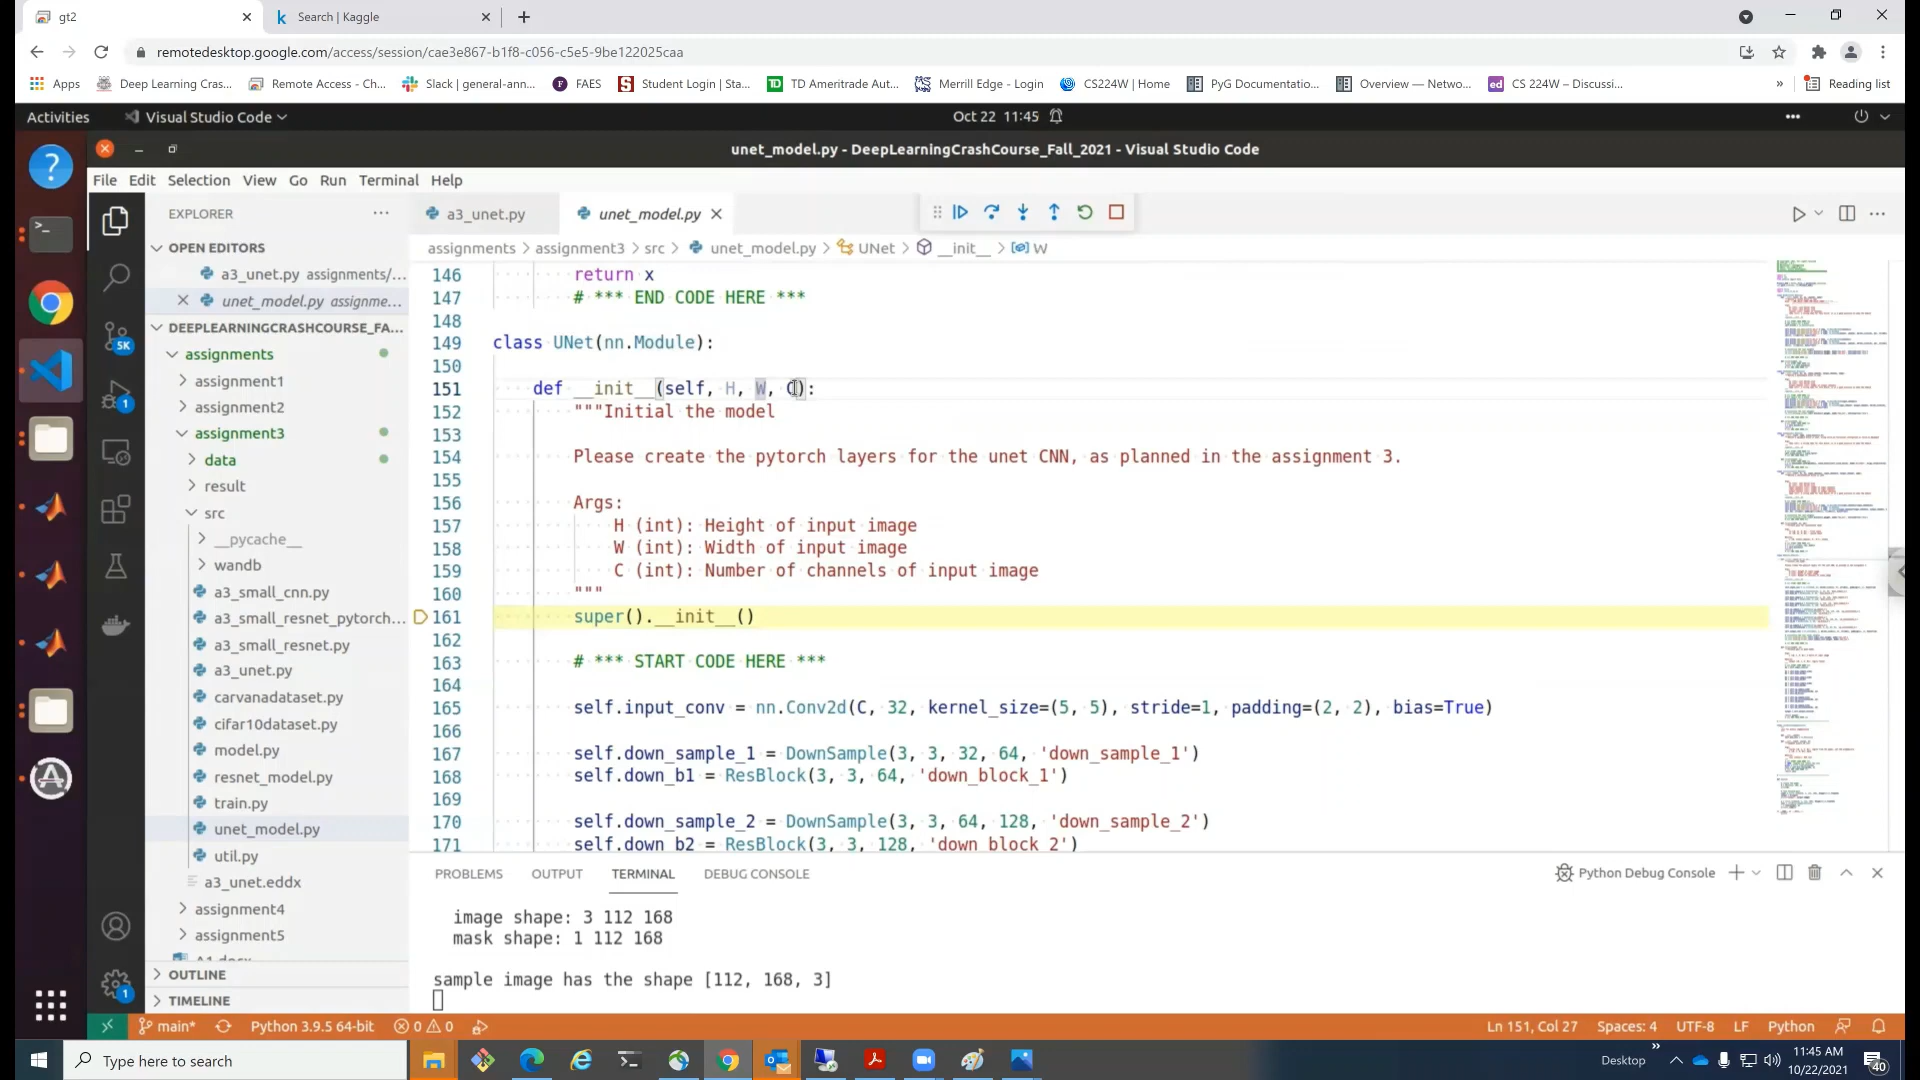 gt2
Search | Kaggle
remotedesktop.google.com/access/session/cae3e867-b1f8-c056-c5e5-9be122025caa
Apps Deep Learning Cras... Remote Access - Ch... Slack | general-ann... FAES Student Login | Sta... TD Ameritrade Aut... Merrill Edge - Login CS224W | Home PyG Documentatio... Overview — Netwo... CS 224W – Discussi... » Reading list
Activities Visual Studio Code Oct 22 11:45
unet_model.py - DeepLearningCrashCourse_Fall_2021 - Visual Studio Code
File Edit Selection View Go Run Terminal Help
EXPLORER
a3_unet.py unet_model.py
OPEN EDITORS
a3_unet.py assignments/...
unet_model.py assignme...
DEEPLEARNINGCRASHCOURSE_FA...
assignments
assignment1
assignment2
assignment3
data
result
src
__pycache__
wandb
a3_small_cnn.py
a3_small_resnet_pytorch...
a3_small_resnet.py
a3_unet.py
carvanadataset.py
cifar10dataset.py
model.py
resnet_model.py
train.py
unet_model.py
util.py
a3_unet.eddx
assignment4
assignment5
OUTLINE
TIMELINE
5K
1
1
assignments > assignment3 > src > unet_model.py > UNet > __init__ > W
146 return x
147 # *** END CODE HERE ***
148
149 class UNet(nn.Module):
150
151 def __init__(self, H, W, C):
152 """Initial the model
153
154 Please create the pytorch layers for the unet CNN, as planned in the assignment 3.
155
156 Args:
157 H (int): Height of input image
158 W (int): Width of input image
159 C (int): Number of channels of input image
160 """
161 super().__init__()
162
163 # *** START CODE HERE ***
164
165 self.input_conv = nn.Conv2d(C, 32, kernel_size=(5, 5), stride=1, padding=(2, 2), bias=True)
166
167 self.down_sample_1 = DownSample(3, 3, 32, 64, 'down_sample_1')
168 self.down_b1 = ResBlock(3, 3, 64, 'down_block_1')
169
170 self.down_sample_2 = DownSample(3, 3, 64, 128, 'down_sample_2')
171 self.down_b2 = ResBlock(3, 3, 128, 'down_block_2')
PROBLEMS OUTPUT TERMINAL DEBUG CONSOLE Python Debug Console
image shape: 3 112 168
mask shape: 1 112 168
sample image has the shape [112, 168, 3]
main* Python 3.9.5 64-bit 0 0 Ln 151, Col 27 Spaces: 4 UTF-8 LF Python
Type here to search
Desktop » 11:45 AM
10/22/2021
40